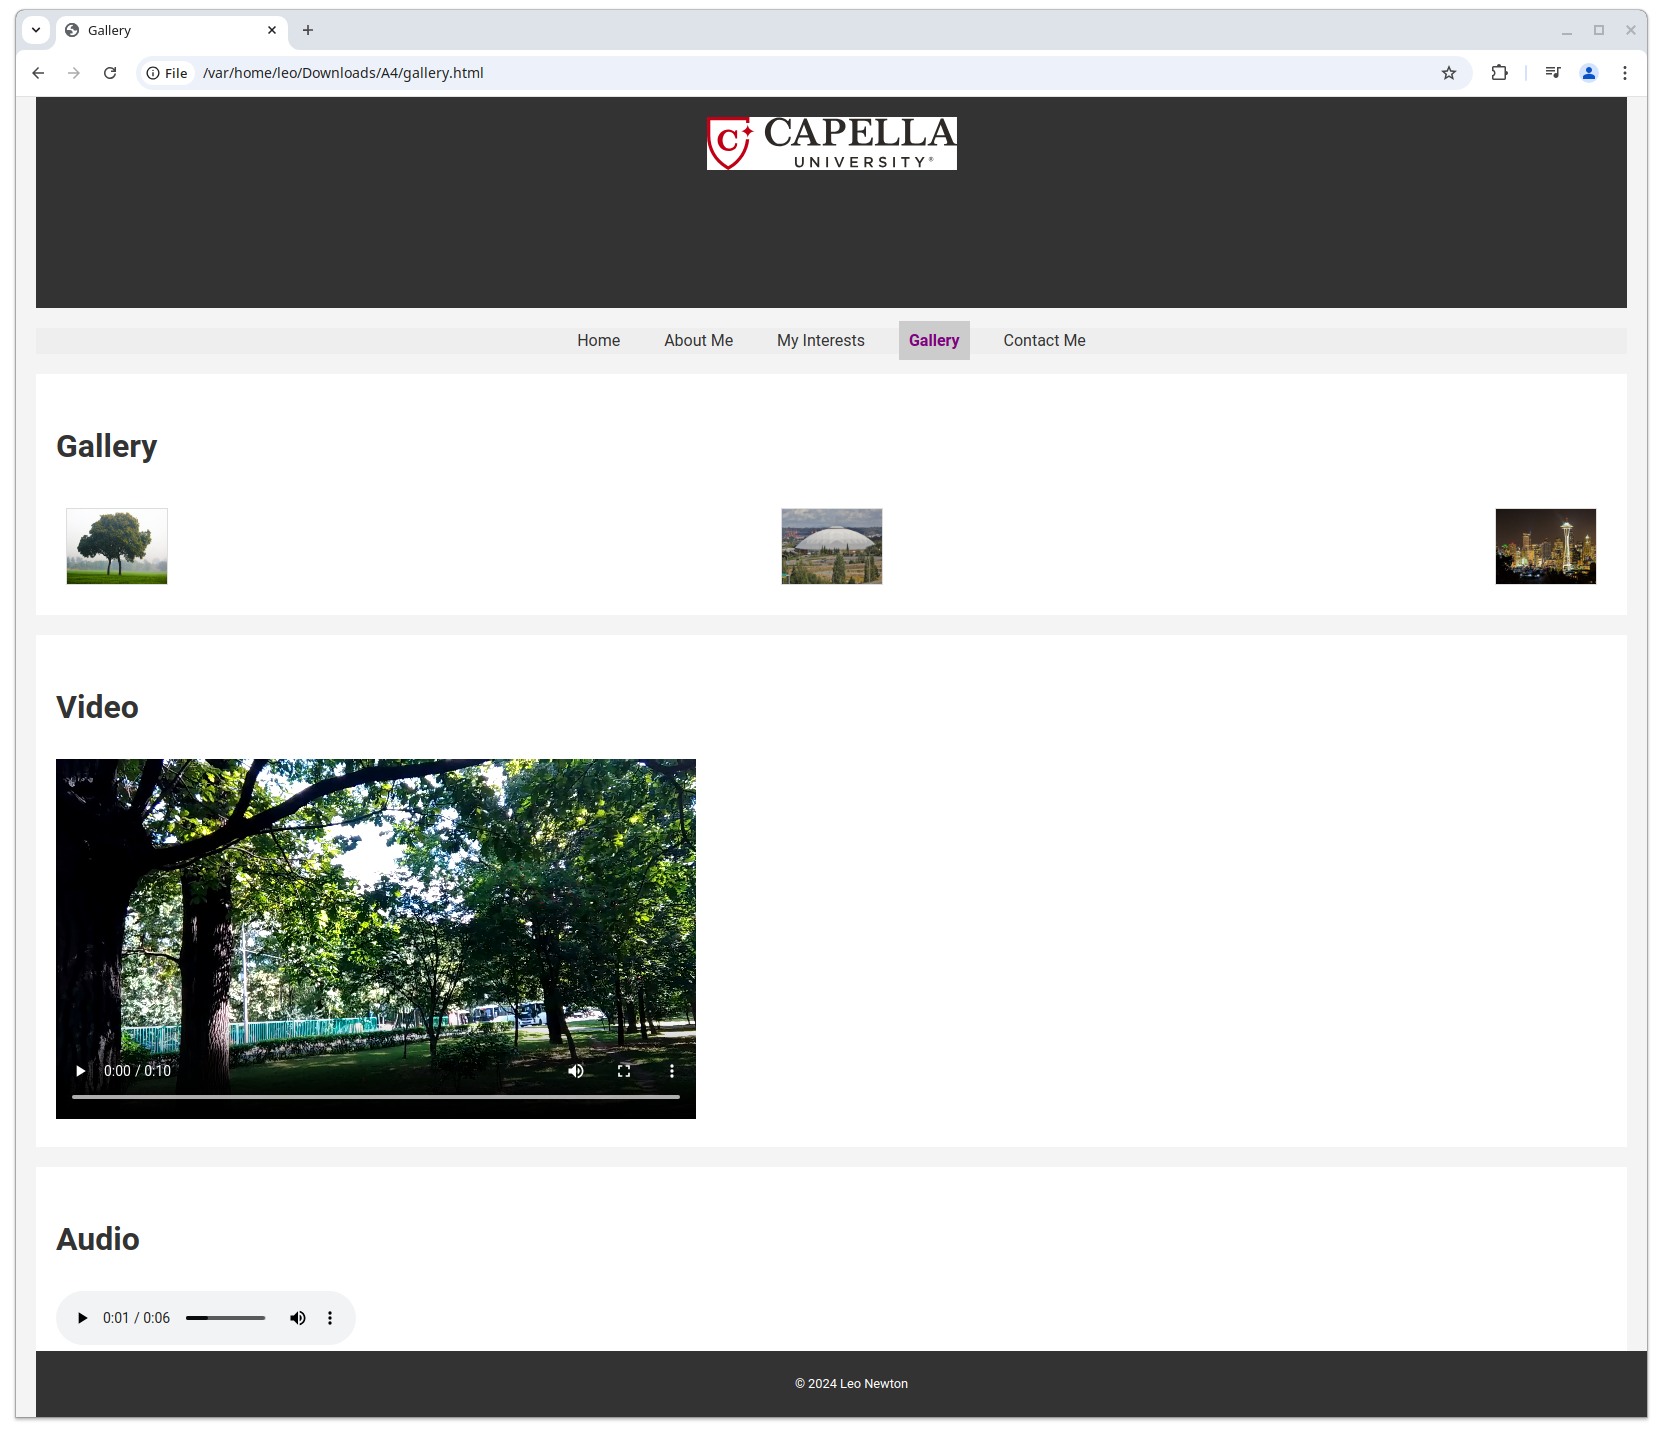 Gallery
File /var/home/leo/Downloads/A4/gallery.html
C CAPELLA
UNIVERSITY®
Home About Me My Interests Gallery Contact Me
Gallery
Video
0:00 / 0:10
Audio
0:01 / 0:06
© 2024 Leo Newton